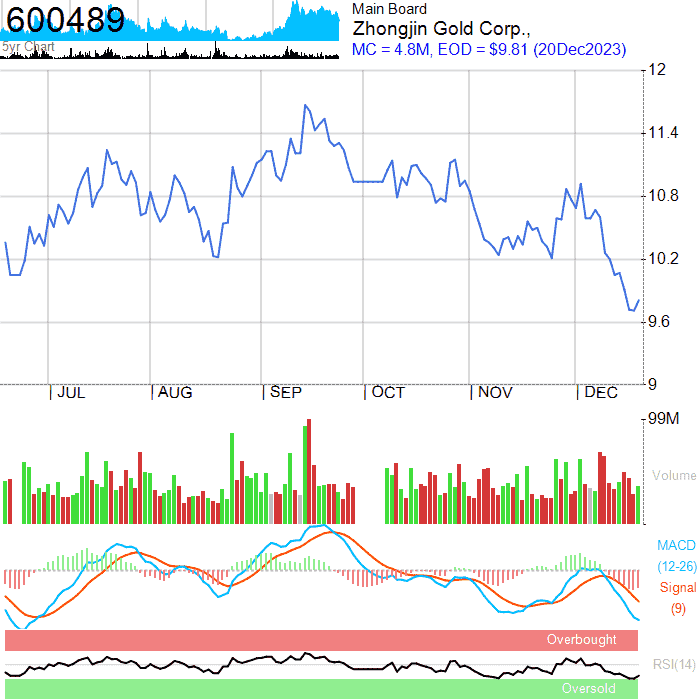 600489
5yr Chart
Main Board
Zhongjin Gold Corp.,
MC = 4.8M, EOD = $9.81 (20Dec2023)
12
11.4
10.8
10.2
9.6
9
JUL
AUG
SEP
OCT
NOV
DEC
99M
Volume
MACD
(12-26)
Signal
(9)
Overbought
RSI(14)
Oversold